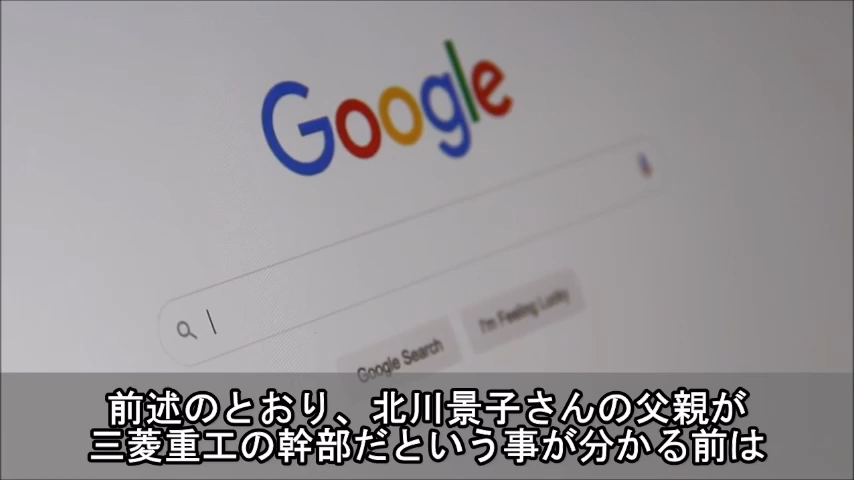 Google
Google Search
I'm Feeling Lucky
前述のとおり、北川景子さんの父親が
三菱重工の幹部だという事が分かる前は